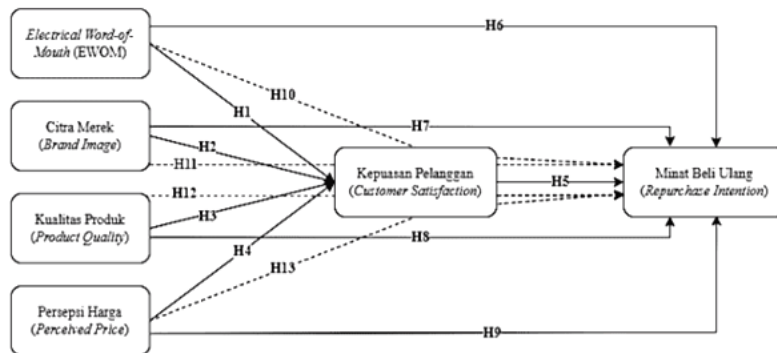 Electrical Word-of-
Mouth (EWOM)
H6
H10
H1
Citra Merek
(Brand Image)
H7
H2
H11
Kepuasan Pelanggan
(Customer Satisfaction)
H5
Minat Beli Ulang
(Repurchase Intention)
H12
H3
Kualitas Produk
(Product Quality)
H8
H4
H13
Persepsi Harga
(Perceived Price)
H9